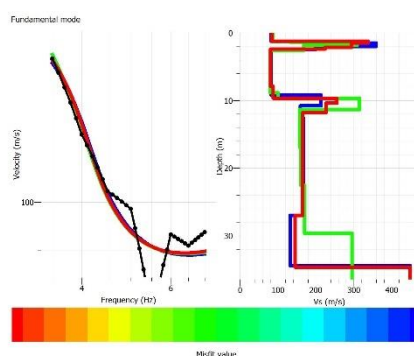 Fundamental mode
Velocity (m/s)
100
4
6
Frequency (Hz)
Depth (m)
0
10
20
30
0
100
200
300
400
Vs (m/s)
Misfit value